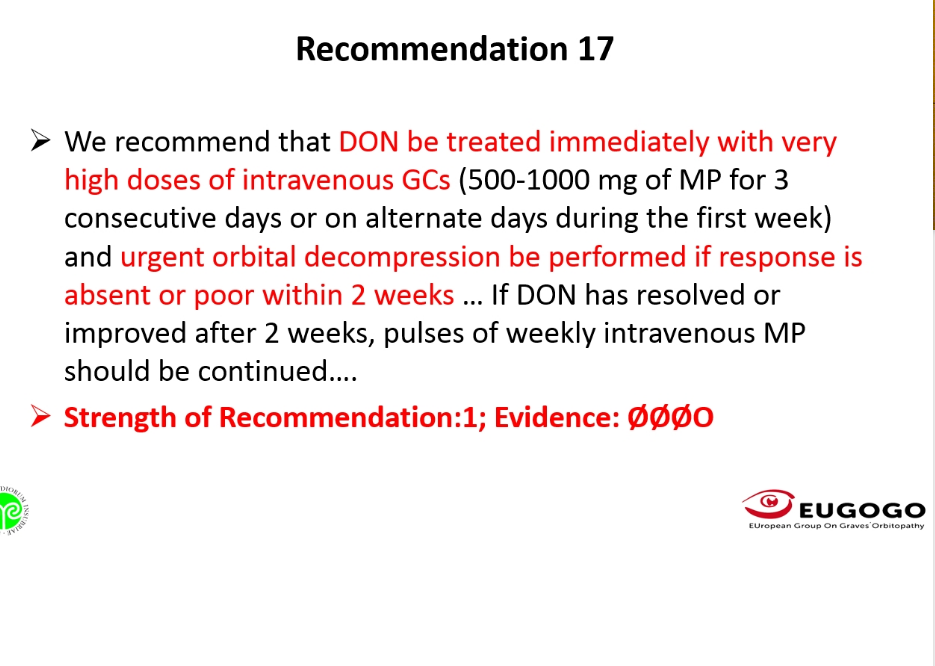 Recommendation 17
➢ We recommend that DON be treated immediately with very
high doses of intravenous GCs (500-1000 mg of MP for 3
consecutive days or on alternate days during the first week)
and urgent orbital decompression be performed if response is
absent or poor within 2 weeks ... If DON has resolved or
improved after 2 weeks, pulses of weekly intravenous MP
should be continued....
➢ Strength of Recommendation:1; Evidence: ØØØO
EUGOGO
EUropean Group On Graves' Orbitopathy